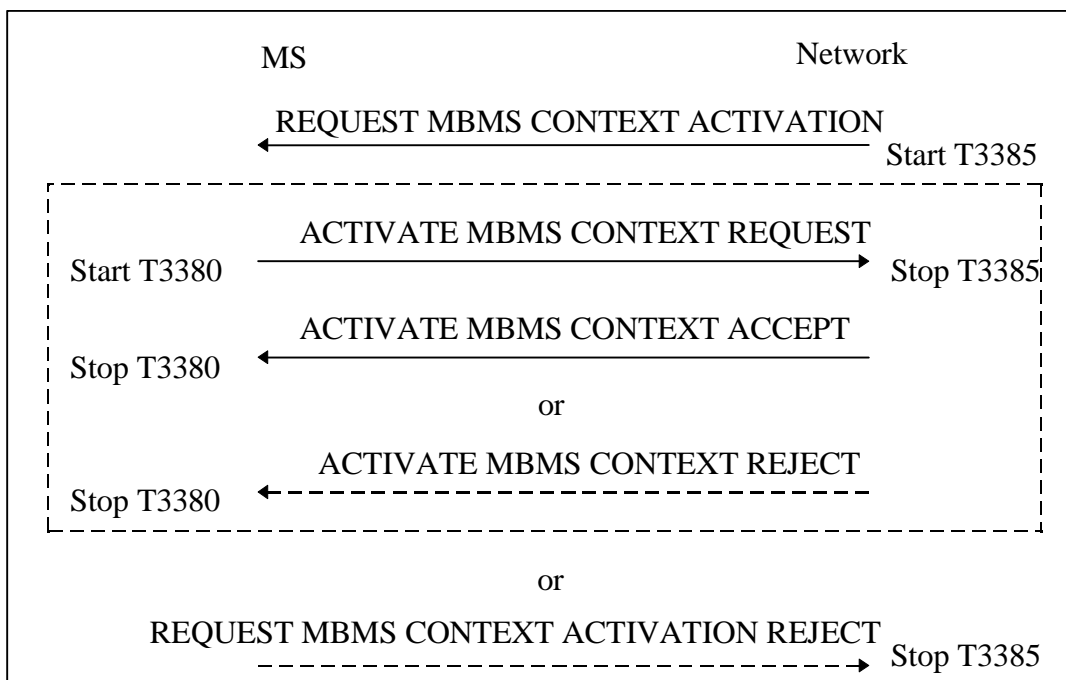 MS Network
REQUEST MBMS CONTEXT ACTIVATION
Start T3385
ACTIVATE MBMS CONTEXT REQUEST
Start T3380 Stop T3385
ACTIVATE MBMS CONTEXT ACCEPT
Stop T3380
or
ACTIVATE MBMS CONTEXT REJECT
Stop T3380
or
REQUEST MBMS CONTEXT ACTIVATION REJECT
Stop T3385